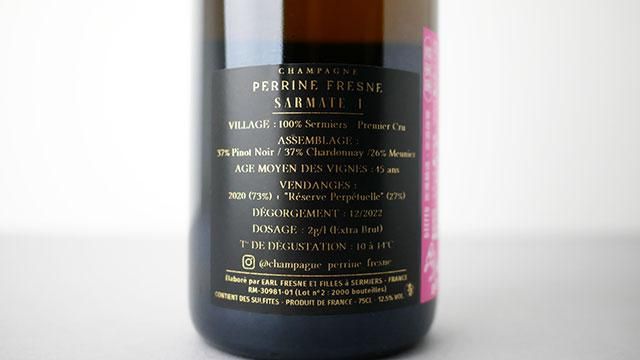 CHAMPAGNE
PERRINE FRESNE
SARMATE 1
VILLAGE : 100% Sermiers - Premier Cru
ASSEMBLAGE :
37% Pinot Noir / 37% Chardonnay /26% Meunier
AGE MOYEN DES VIGNES : 45 ans
VENDANGES :
2020 (73%) + "Réserve Perpétuelle" (27%)
DÉGORGEMENT : 12/2022
DOSAGE : 2g/l (Extra Brut)
T° DE DÉGUSTATION : 10 à 14°C
@champagne_perrine_fresne
Élaboré par EARL FRESNE ET FILLES à SERMIERS - FRANCE
RM-30981-01 (Lot n°2 : 2000 bouteilles)
CONTIENT DES SULFITES - PRODUIT DE FRANCE - 75CL - 12.5% VOL